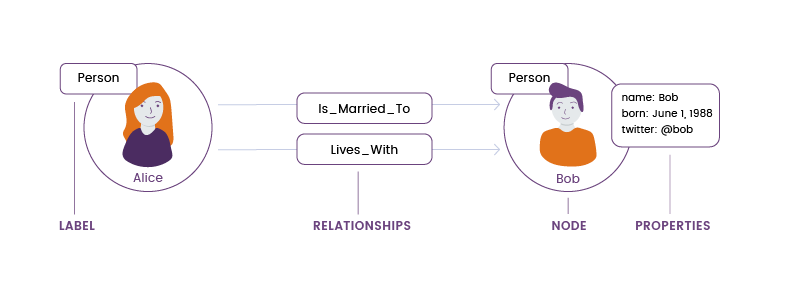 Person
Alice
Is_Married_To
Lives_With
Person
Bob
name: Bob
born: June 1, 1988
twitter: @bob
LABEL
RELATIONSHIPS
NODE
PROPERTIES